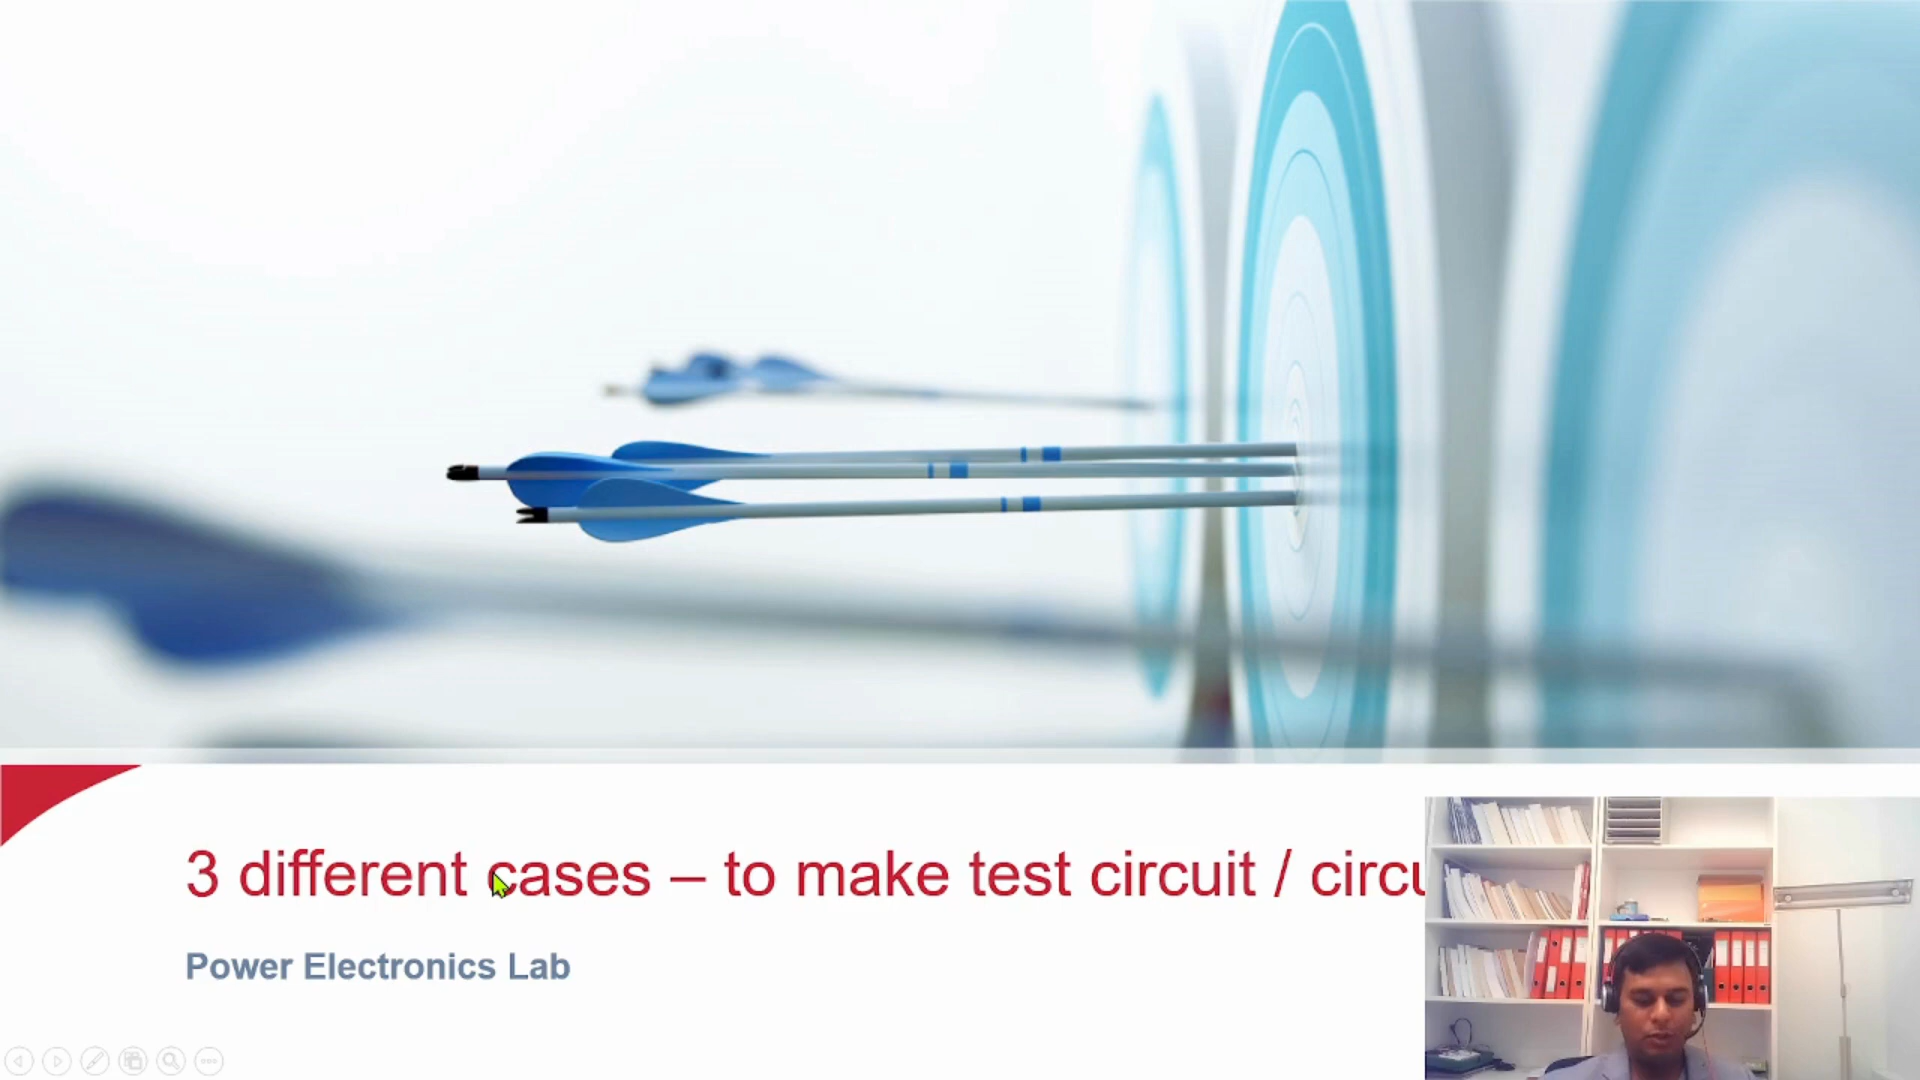 3 different cases – to make test circuit / circu
Power Electronics Lab